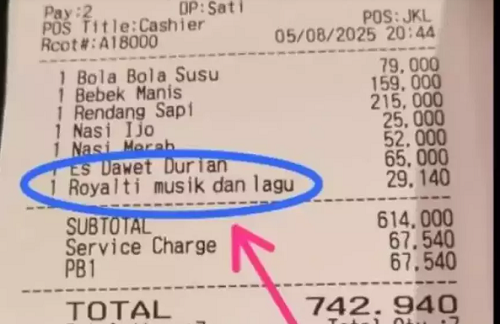 Pay:2 OP:Sati
POS Title:Cashier POS:JKL
Rcpt#:A18000 05/08/2025 20:44
1 Bola Bola Susu 79,000
1 Bebek Manis 159,000
1 Rendang Sapi 215,000
1 Nasi Ijo 25,000
1 Nasi Merah 52,000
1 Es Dawet Durian 65,000
1 Royalti musik dan lagu 29,140
SUBTOTAL 614,000
Service Charge 67,540
PB1 67,540
TOTAL 742,940
Total Qty:7